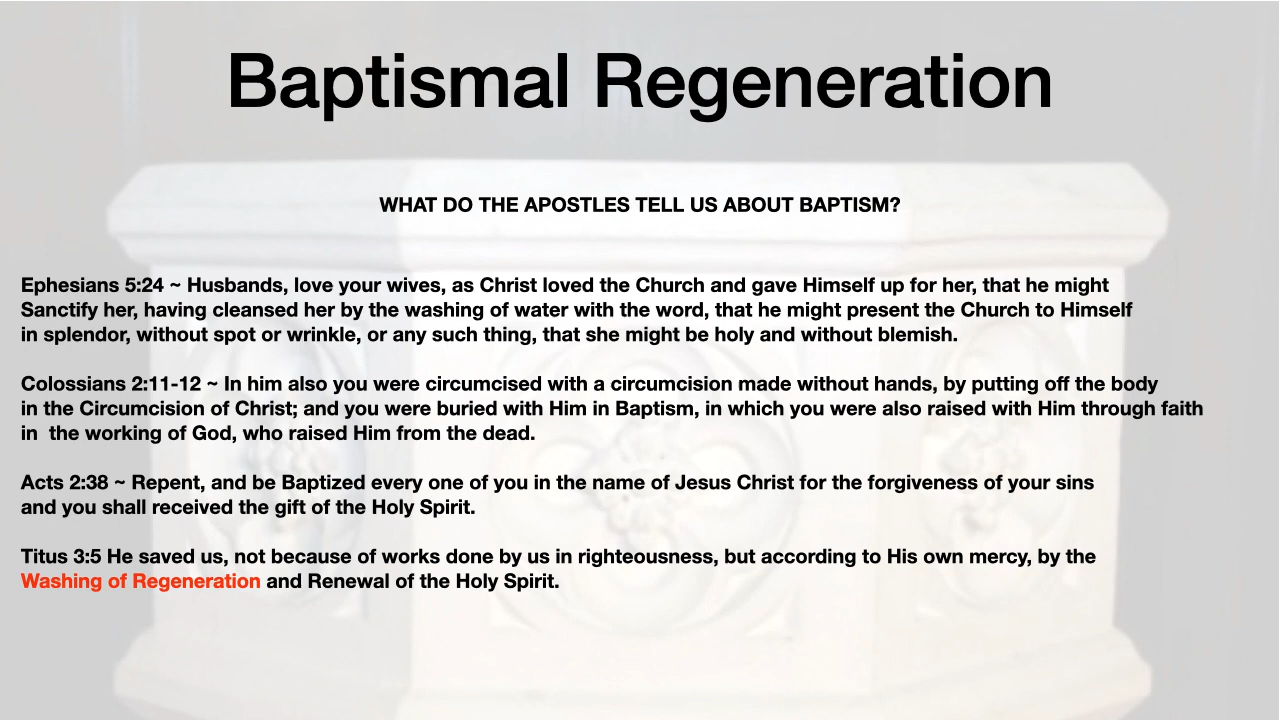 Baptismal Regeneration
WHAT DO THE APOSTLES TELL US ABOUT BAPTISM?
Ephesians 5:24 ~ Husbands, love your wives, as Christ loved the Church and gave Himself up for her, that he might
Sanctify her, having cleansed her by the washing of water with the word, that he might present the Church to Himself
in splendor, without spot or wrinkle, or any such thing, that she might be holy and without blemish.
Colossians 2:11-12 ~ In him also you were circumcised with a circumcision made without hands, by putting off the body
in the Circumcision of Christ; and you were buried with Him in Baptism, in which you were also raised with Him through faith
in  the working of God, who raised Him from the dead.
Acts 2:38 ~ Repent, and be Baptized every one of you in the name of Jesus Christ for the forgiveness of your sins
and you shall received the gift of the Holy Spirit.
Titus 3:5 He saved us, not because of works done by us in righteousness, but according to His own mercy, by the
Washing of Regeneration and Renewal of the Holy Spirit.